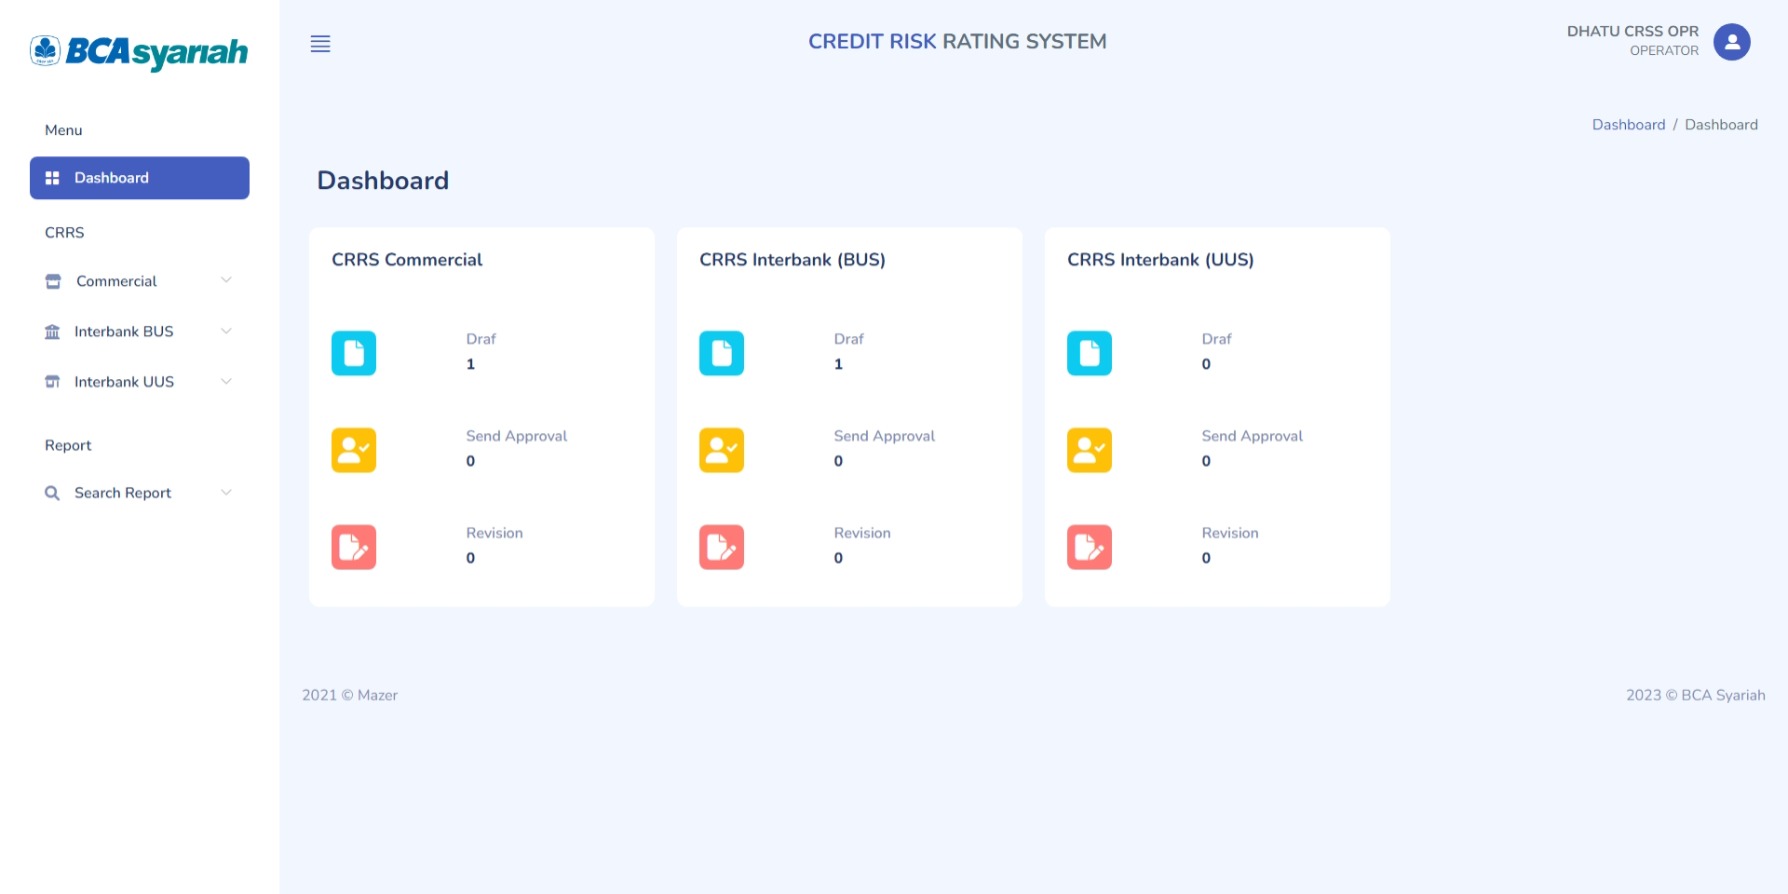 BCA syariah
Menu
Dashboard
CRRS
Commercial
Interbank BUS
Interbank UUS
Report
Search Report
CREDIT RISK RATING SYSTEM
DHATU CRSS OPR
OPERATOR
Dashboard / Dashboard
Dashboard
CRRS Commercial
Draf
1
Send Approval
0
Revision
0
CRRS Interbank (BUS)
Draf
1
Send Approval
0
Revision
0
CRRS Interbank (UUS)
Draf
0
Send Approval
0
Revision
0
2021 © Mazer
2023 © BCA Syariah